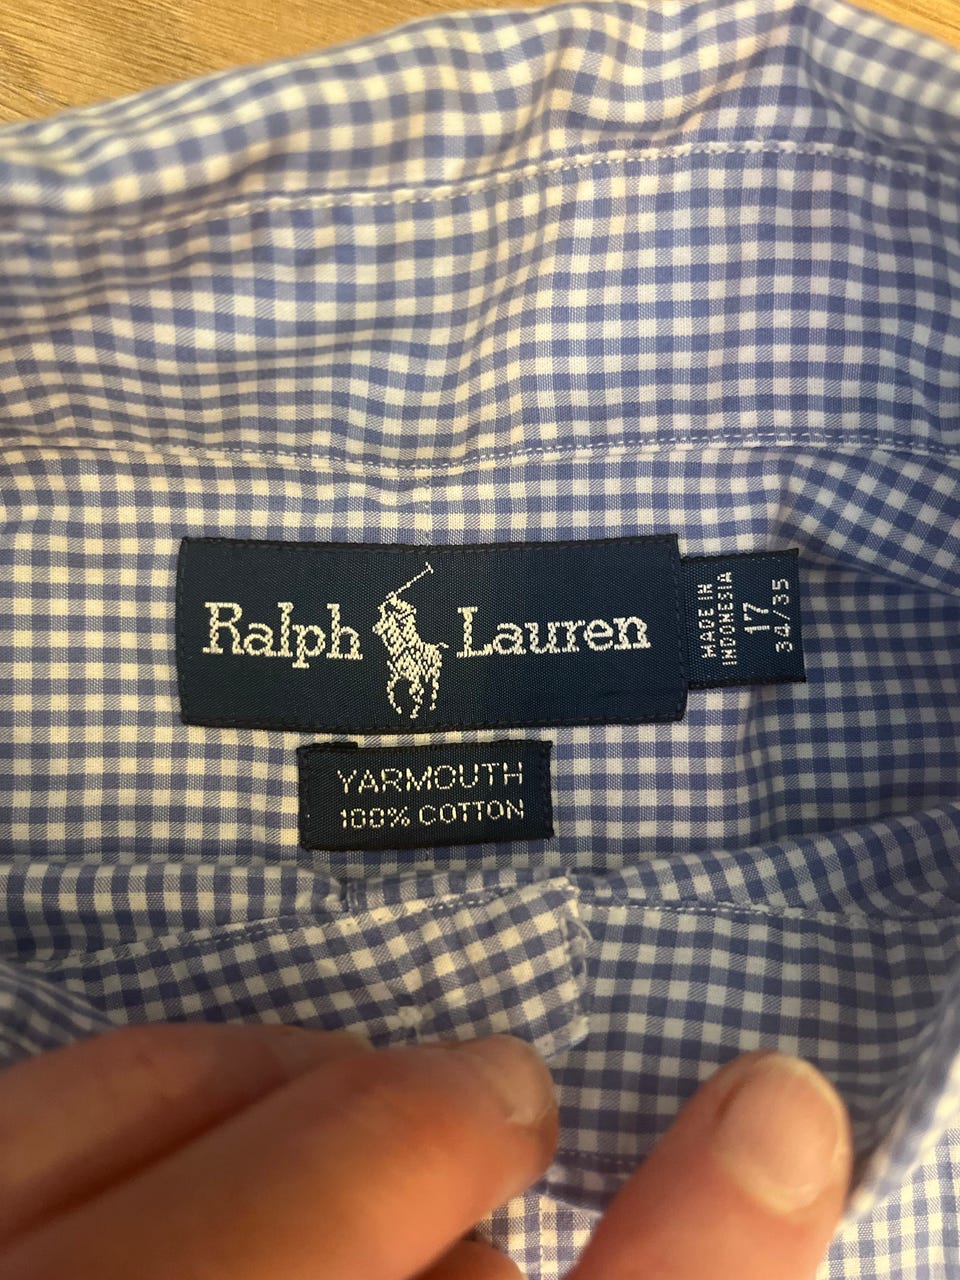 Ralph Lauren
MADE IN
INDONESIA
17
34/35
YARMOUTH
100% COTTON